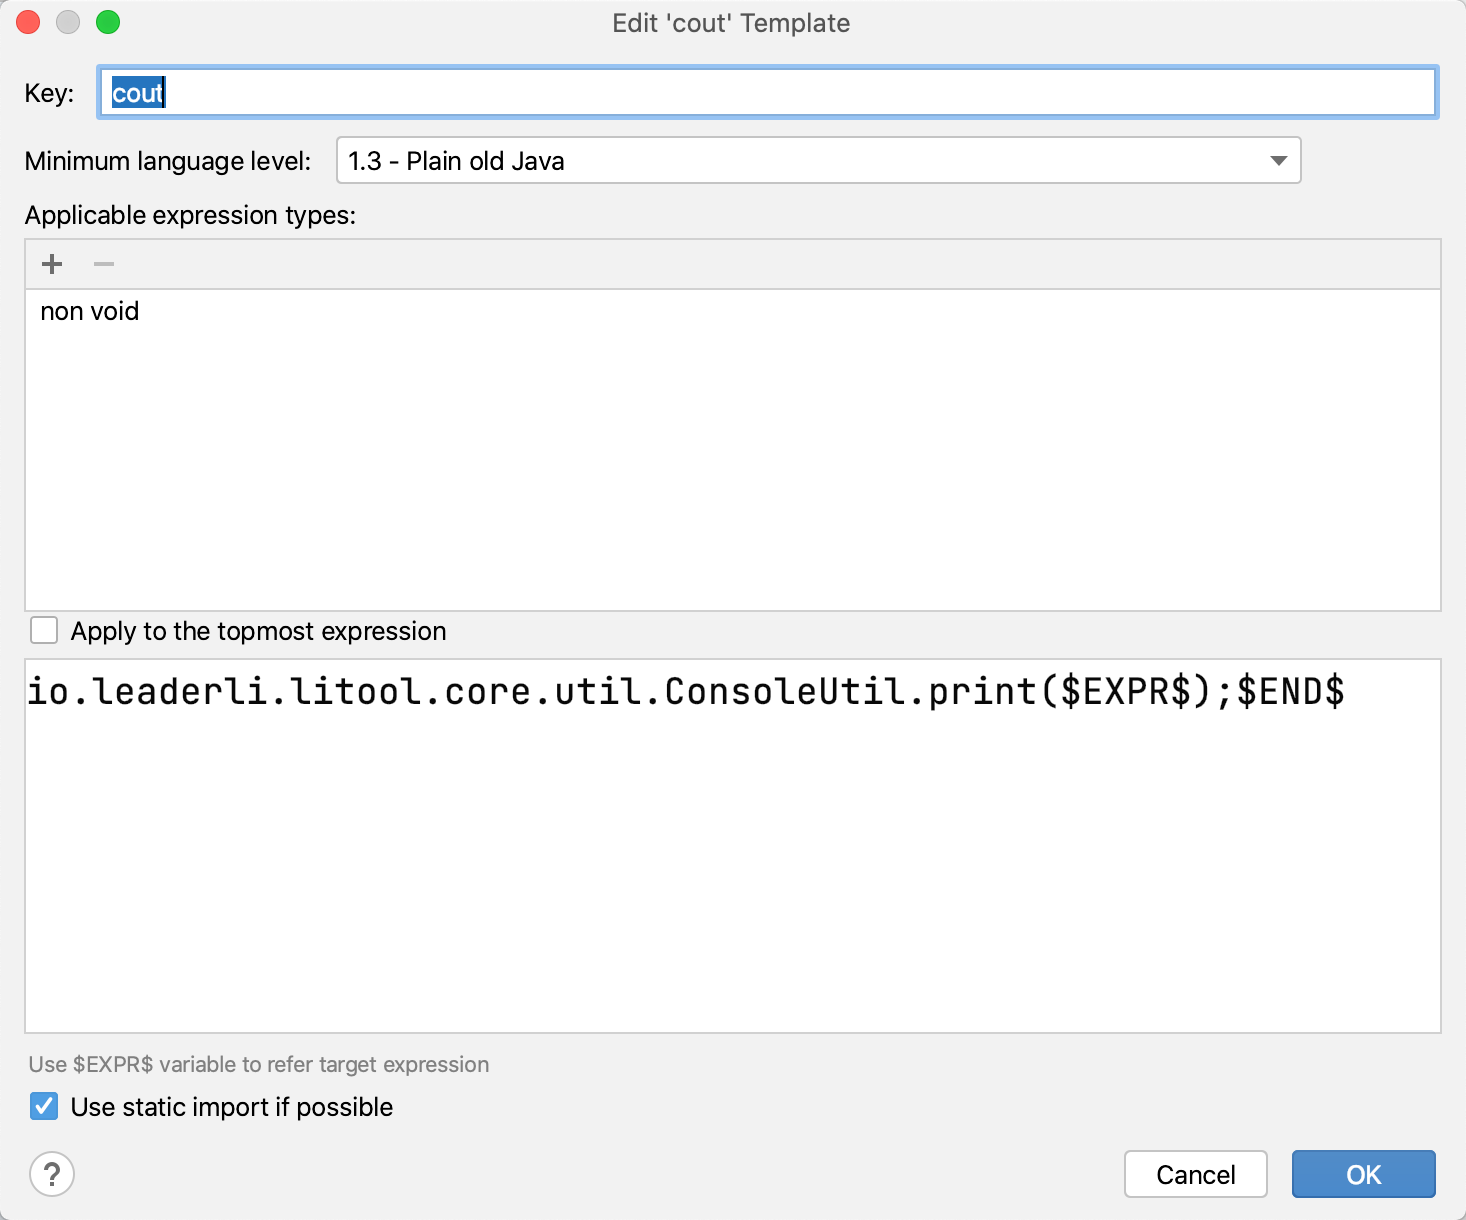 Edit 'cout' Template
Key: cout
Minimum language level: 1.3 - Plain old Java
Applicable expression types:
non void
Apply to the topmost expression
io.leaderli.litool.core.util.ConsoleUtil.print($EXPR$);$END$
Use $EXPR$ variable to refer target expression
Use static import if possible
? Cancel OK